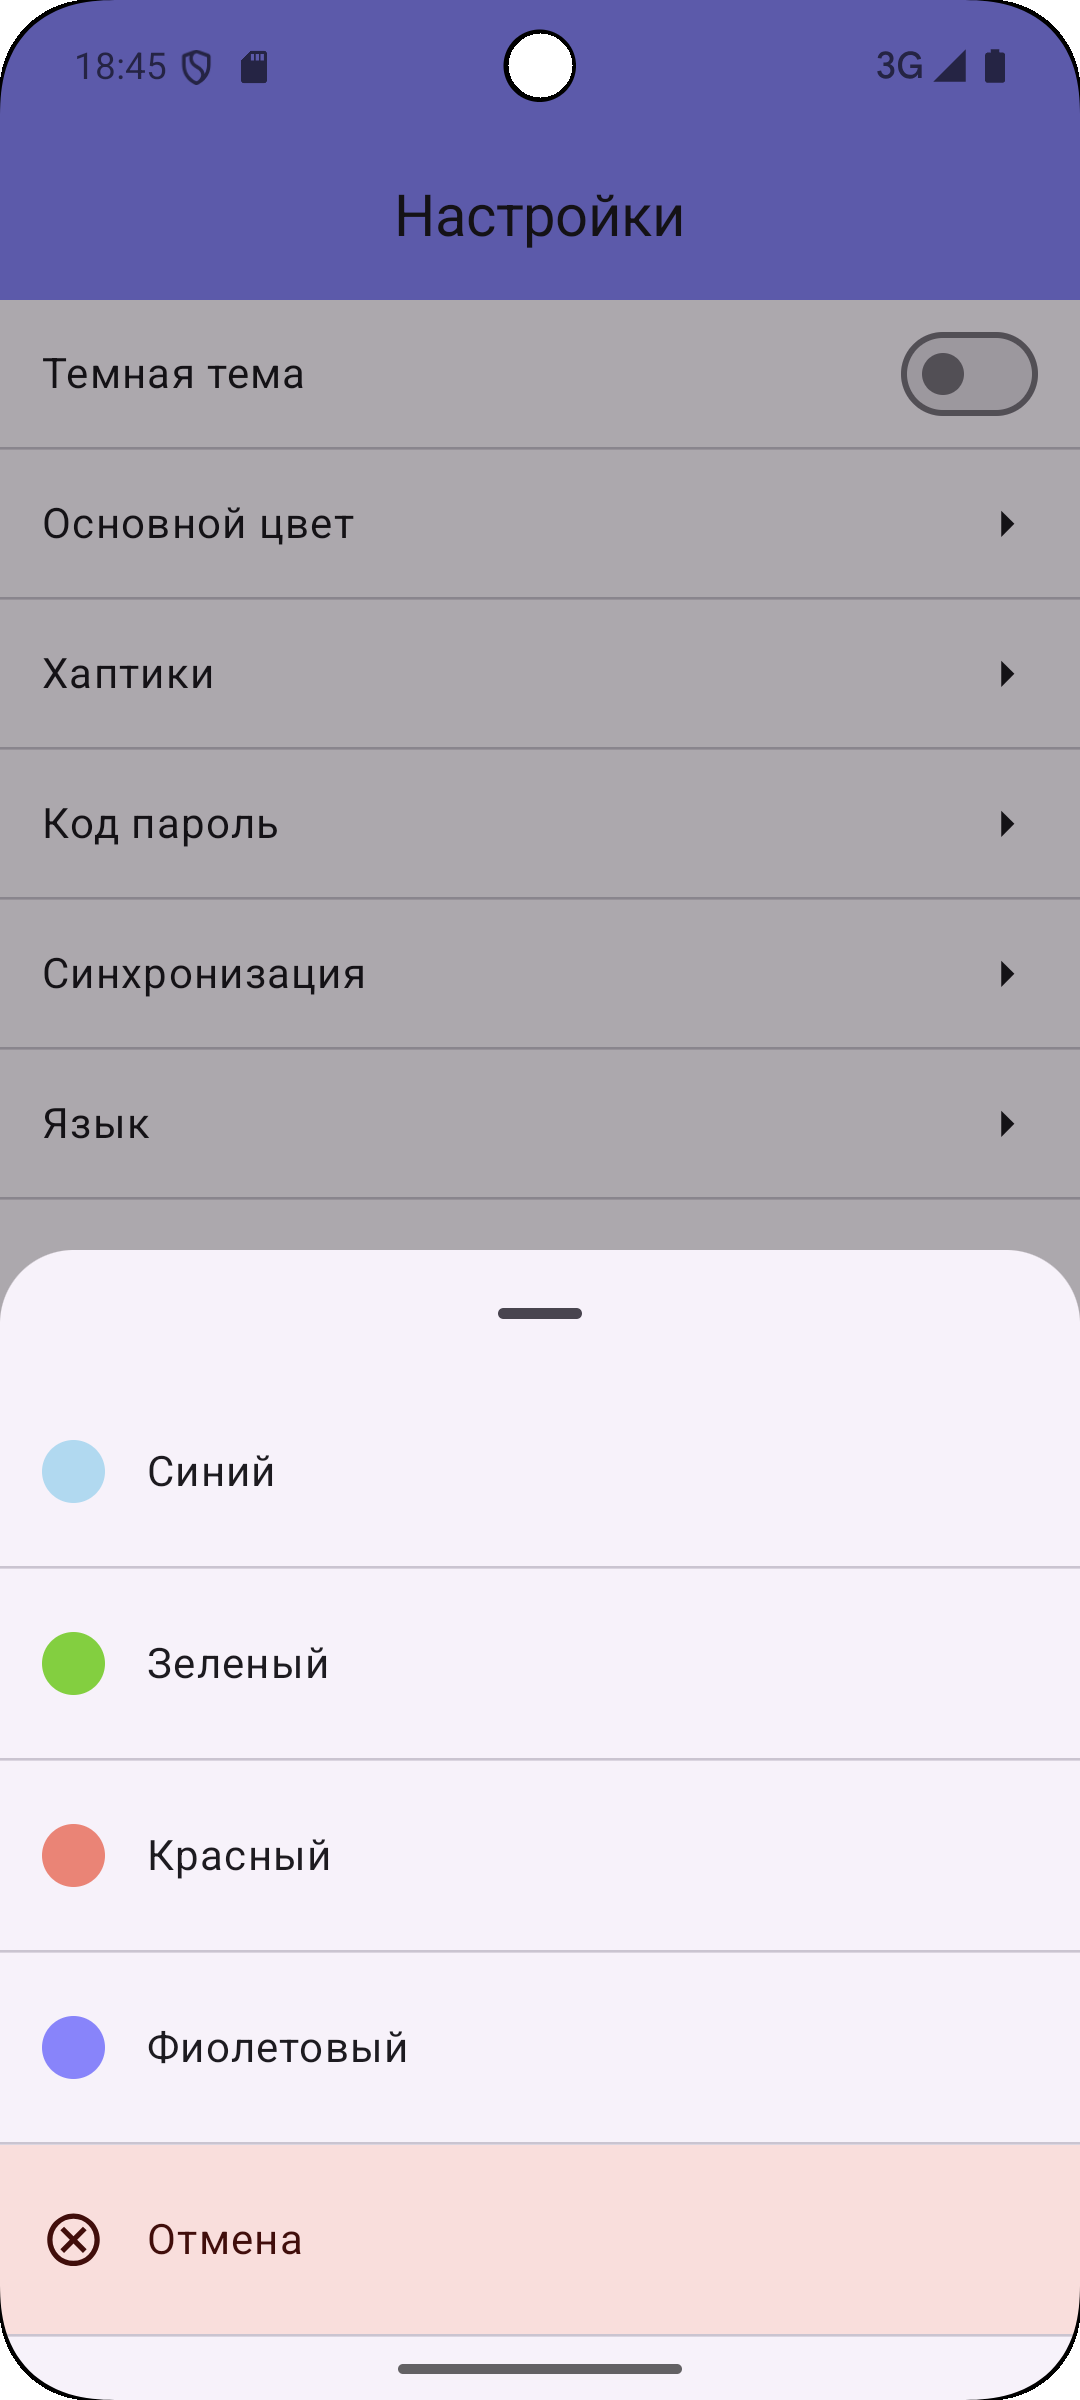 18:45 3G
Настройки
Темная тема
Основной цвет
Хаптики
Код пароль
Синхронизация
Язык
Синий
Зеленый
Красный
Фиолетовый
Отмена